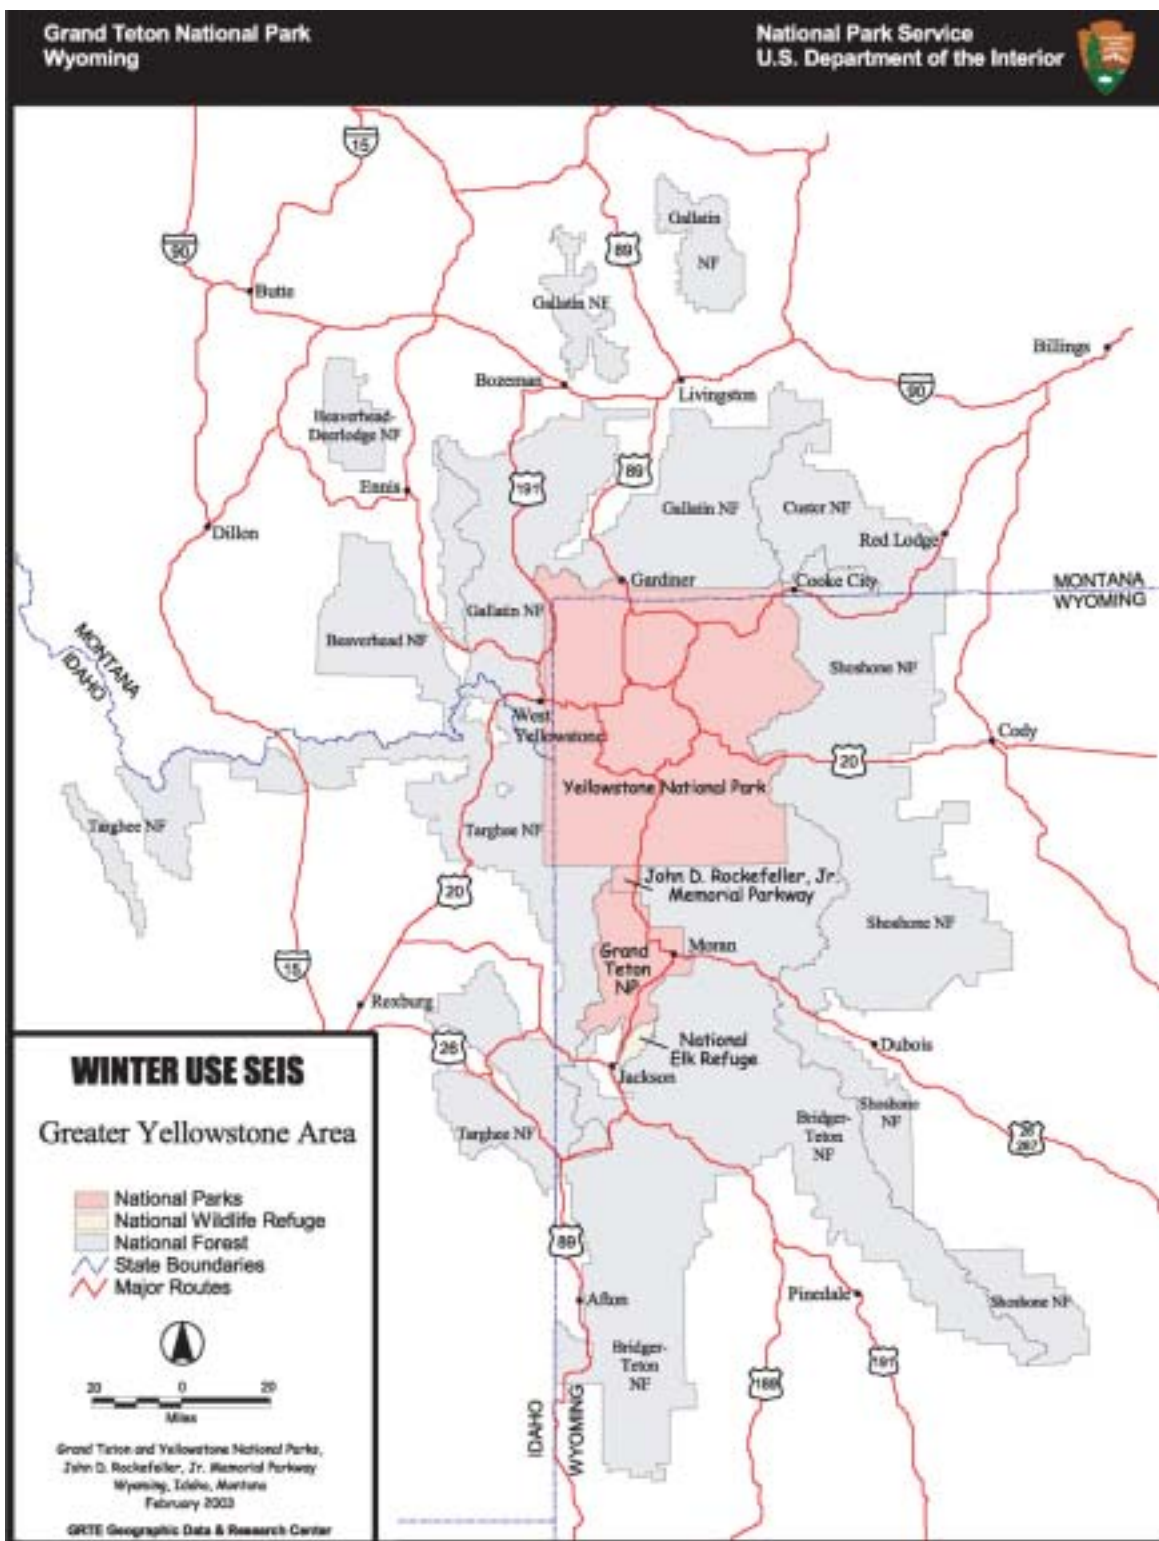 Grand Teton National Park
Wyoming
National Park Service
U.S. Department of the Interior
15
90
89
Gallatin
NF
Butte
Gallatin NF
Billings
Bozeman
Livingston
90
Beaverhead-
Deerlodge NF
89
191
Ennis
Gallatin NF
Custer NF
Dillon
Red Lodge
Gardiner
Cooke City
MONTANA
WYOMING
Gallatin NF
MONTANA
IDAHO
Beaverhead NF
Shoshone NF
West
Yellowstone
Cody
20
Yellowstone National Park
Targhee NF
Targhee NF
20
John D. Rockefeller, Jr.
Memorial Parkway
Shoshone NF
Grand
Teton
NP
Moran
15
Rexburg
26
National
Elk Refuge
Dubois
Jackson
Shoshone
NF
Bridger-
Teton
NF
Targhee NF
26
287
89
Afton
Pinedale
Shoshone NF
Bridger-
Teton
NF
191
189
IDAHO
WYOMING
WINTER USE SEIS
Greater Yellowstone Area
National Parks
National Wildlife Refuge
National Forest
State Boundaries
Major Routes
20 0 20
Miles
Grand Teton and Yellowstone National Parks,
John D. Rockefeller, Jr. Memorial Parkway
Wyoming, Idaho, Montana
February 2003
GRTE Geographic Data & Research Center